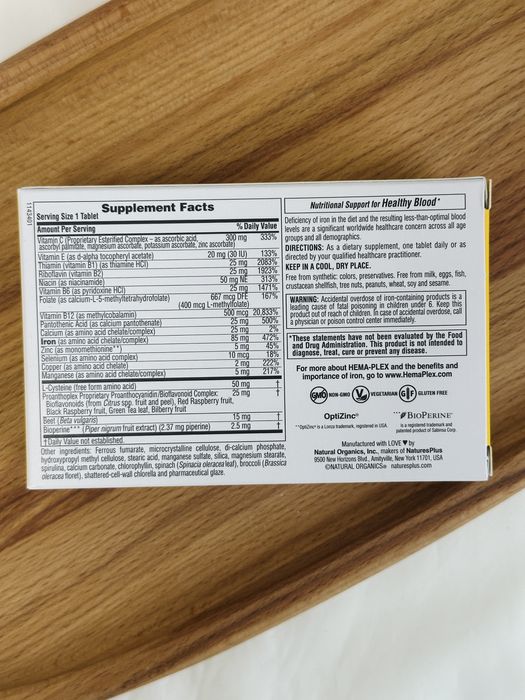 1143401
Supplement Facts
Serving Size 1 Tablet
Amount Per Serving % Daily Value
Vitamin C (Proprietary Esterified Complex – as ascorbic acid, 300 mg 333%
ascorbyl palmitate, magnesium ascorbate, potassium ascorbate, zinc ascorbate)
Vitamin E (as d-alpha tocopheryl acetate) 20 mg (30 IU) 133%
Thiamin (vitamin B1) (as thiamine HCl) 25 mg 2083%
Riboflavin (vitamin B2) 25 mg 1923%
Niacin (as niacinamide) 50 mg NE 313%
Vitamin B6 (as pyridoxine HCl) 25 mg 1471%
Folate (as calcium-L-5-methyltetrahydrofolate) 667 mcg DFE 167%
(400 mcg L-methylfolate)
Vitamin B12 (as methylcobalamin) 500 mcg 20,833%
Pantothenic Acid (as calcium pantothenate) 25 mg 500%
Calcium (as amino acid chelate/complex) 25 mg 2%
Iron (as amino acid chelate/complex) 85 mg 472%
Zinc (as monomethionine**) 5 mg 45%
Selenium (as amino acid complex) 10 mcg 18%
Copper (as amino acid chelate) 2 mg 222%
Manganese (as amino acid chelate/complex) 5 mg 217%
L-Cysteine (free form amino acid) 50 mg †
Proanthoplex Proprietary Proanthocyanidin/Bioflavonoid Complex: 25 mg †
Bioflavonoids (from Citrus spp. fruit and peel), Red Raspberry fruit,
Black Raspberry fruit, Green Tea leaf, Bilberry fruit
Beet (Beta vulgaris) 15 mg †
Bioperine*** (Piper nigrum fruit extract) (2.37 mg piperine) 2.5 mg †
†Daily Value not established.
Other ingredients: Ferrous fumarate, microcrystalline cellulose, di-calcium phosphate,
hydroxypropyl methyl cellulose, stearic acid, manganese sulfate, silica, magnesium stearate,
spirulina, calcium carbonate, chlorophyllin, spinach (Spinacia oleracea leaf), broccoli (Brassica
oleracea floret), shattered-cell-wall chlorella and pharmaceutical glaze.
Nutritional Support for Healthy Blood*
Deficiency of iron in the diet and the resulting less-than-optimal blood
levels are a significant worldwide healthcare concern across all age
groups and all demographics.
DIRECTIONS: As a dietary supplement, one tablet daily or as
directed by your qualified healthcare practitioner.
KEEP IN A COOL, DRY PLACE.
Free from synthetic: colors, preservatives. Free from milk, eggs, fish,
crustacean shellfish, tree nuts, peanuts, wheat, soy and sesame.
WARNING: Accidental overdose of iron-containing products is a
leading cause of fatal poisoning in children under 6. Keep this
product out of reach of children. In case of accidental overdose, call
a physician or poison control center immediately.
*These statements have not been evaluated by the Food
and Drug Administration. This product is not intended to
diagnose, treat, cure or prevent any disease.
For more about HEMA-PLEX and the benefits and
importance of iron, go to www.HemaPlex.com
GMO NON-GMO V VEGETARIAN GF GLUTEN FREE
OptiZinc®
**OptiZinc® is a Lonza trademark, registered in USA.
***BIOPERINE®
is a registered trademark and
patented product of Sabinsa Corp.
Manufactured with LOVE ♥ by
Natural Organics, Inc., makers of NaturesPlus
9500 New Horizons Blvd., Amityville, New York 11701, USA
©NATURAL ORGANICS® naturesplus.com